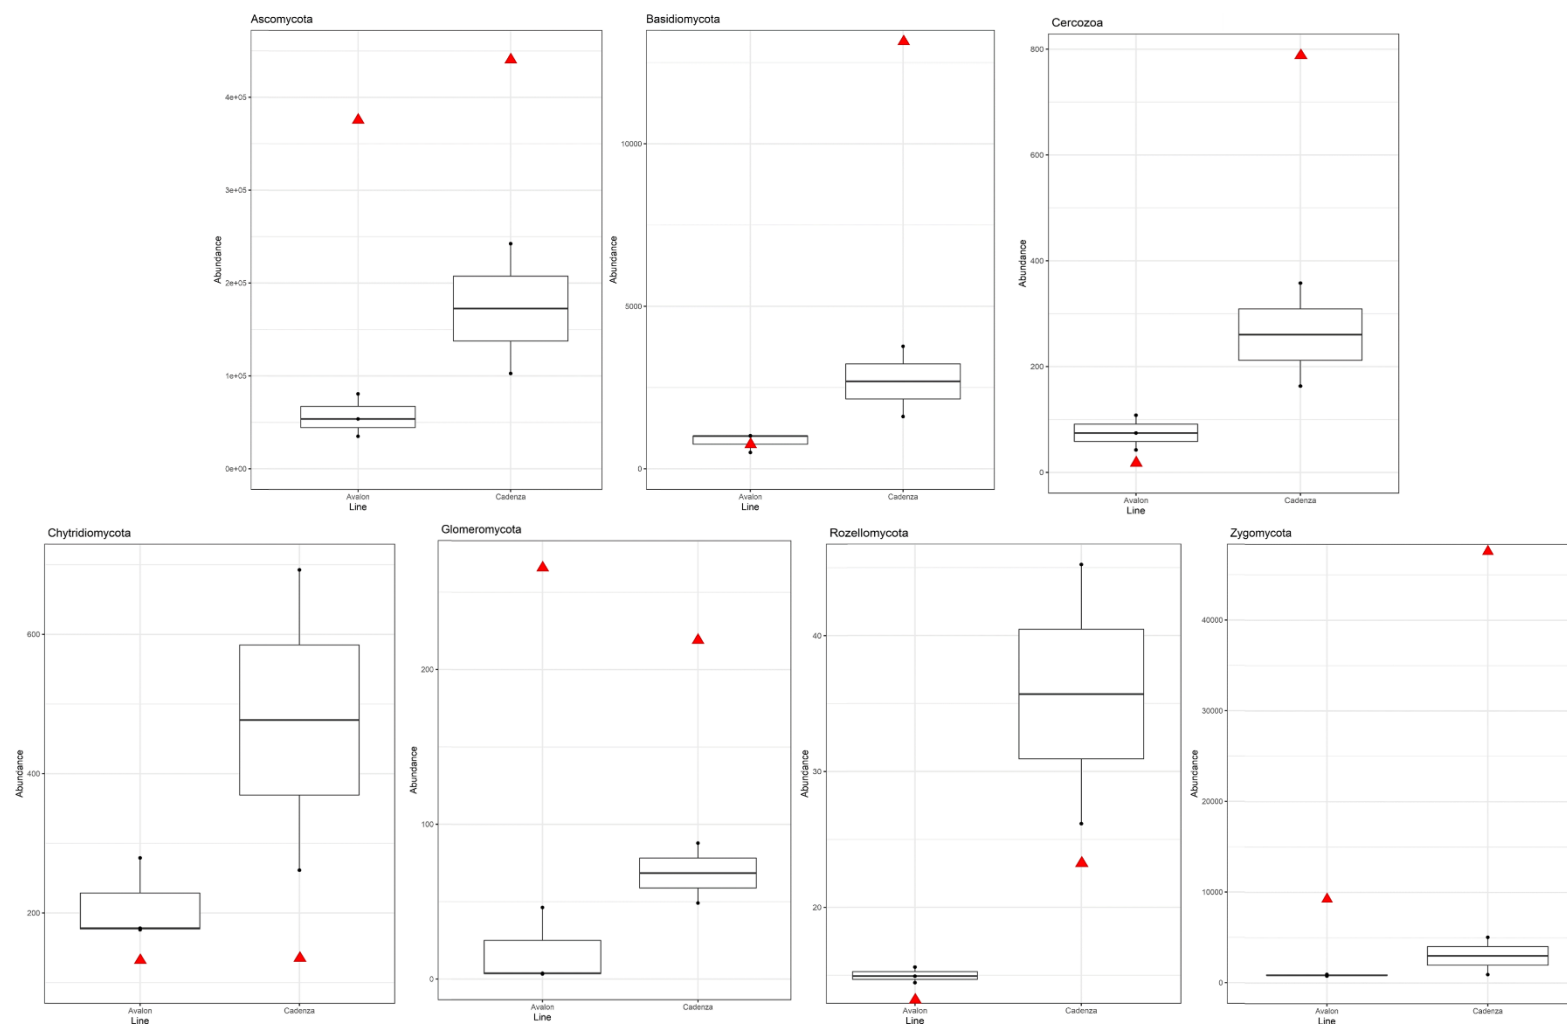 Ascomycota
Abundance
4e+05
3e+05
2e+05
1e+05
0e+00
Avalon
Cadenza
Line
Basidiomycota
Abundance
10000
5000
0
Avalon
Cadenza
Line
Cercozoa
Abundance
800
600
400
200
0
Avalon
Cadenza
Line
Chytridiomycota
Abundance
600
400
200
Avalon
Cadenza
Line
Glomeromycota
Abundance
200
100
0
Avalon
Cadenza
Line
Rozellomycota
Abundance
40
30
20
Avalon
Cadenza
Line
Zygomycota
Abundance
40000
30000
20000
10000
0
Avalon
Cadenza
Line